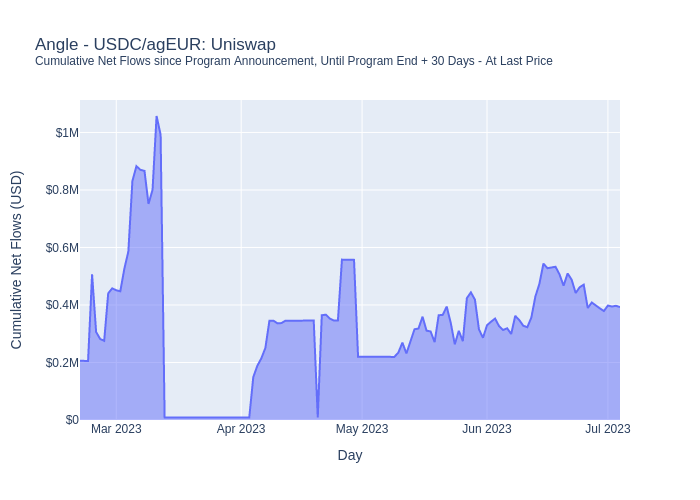 Angle - USDC/agEUR: Uniswap
Cumulative Net Flows since Program Announcement, Until Program End + 30 Days - At Last Price
Cumulative Net Flows (USD)
$1M
$0.8M
$0.6M
$0.4M
$0.2M
$0
Mar 2023 Apr 2023 May 2023 Jun 2023 Jul 2023
Day